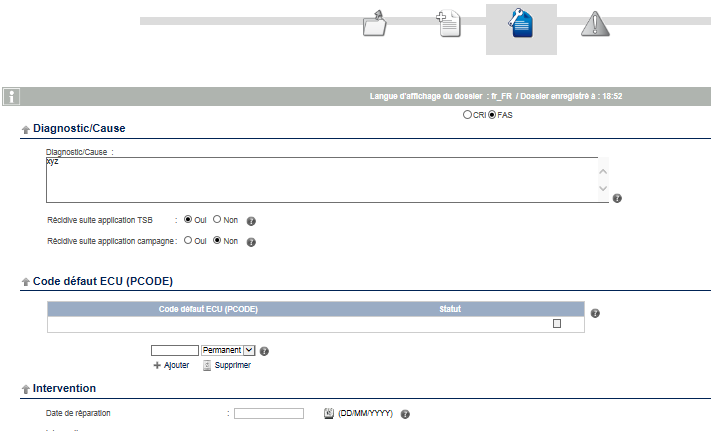 Langue d'affichage du dossier : fr_FR / Dossier enregistré à : 18:52
CRI FAS
Diagnostic/Cause
Diagnostic/Cause :
xyz
Récidive suite application TSB : Oui Non
Récidive suite application campagne : Oui Non
Code défaut ECU (PCODE)
Code défaut ECU (PCODE) Statut
Permanent
Ajouter Supprimer
Intervention
Date de réparation : (DD/MM/YYYY)